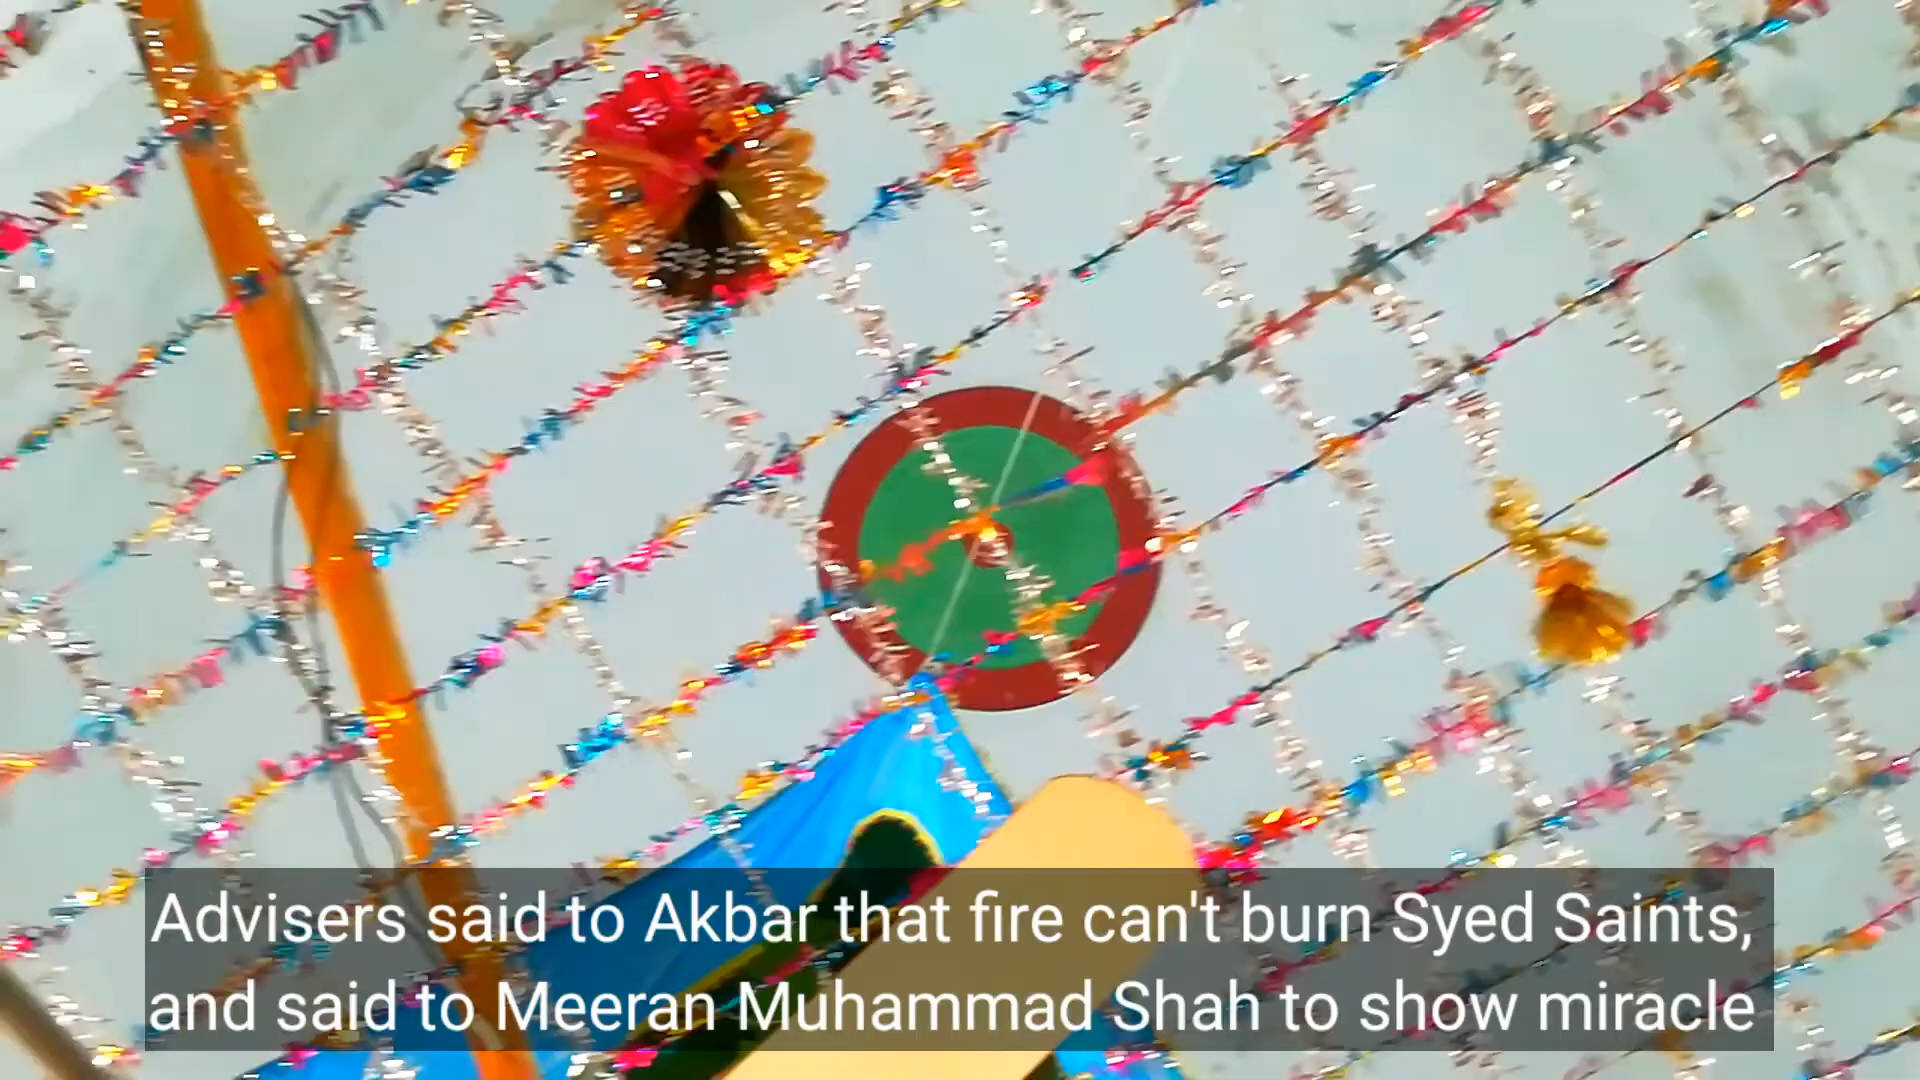 Advisers said to Akbar that fire can't burn Syed Saints,
and said to Meeran Muhammad Shah to show miracle